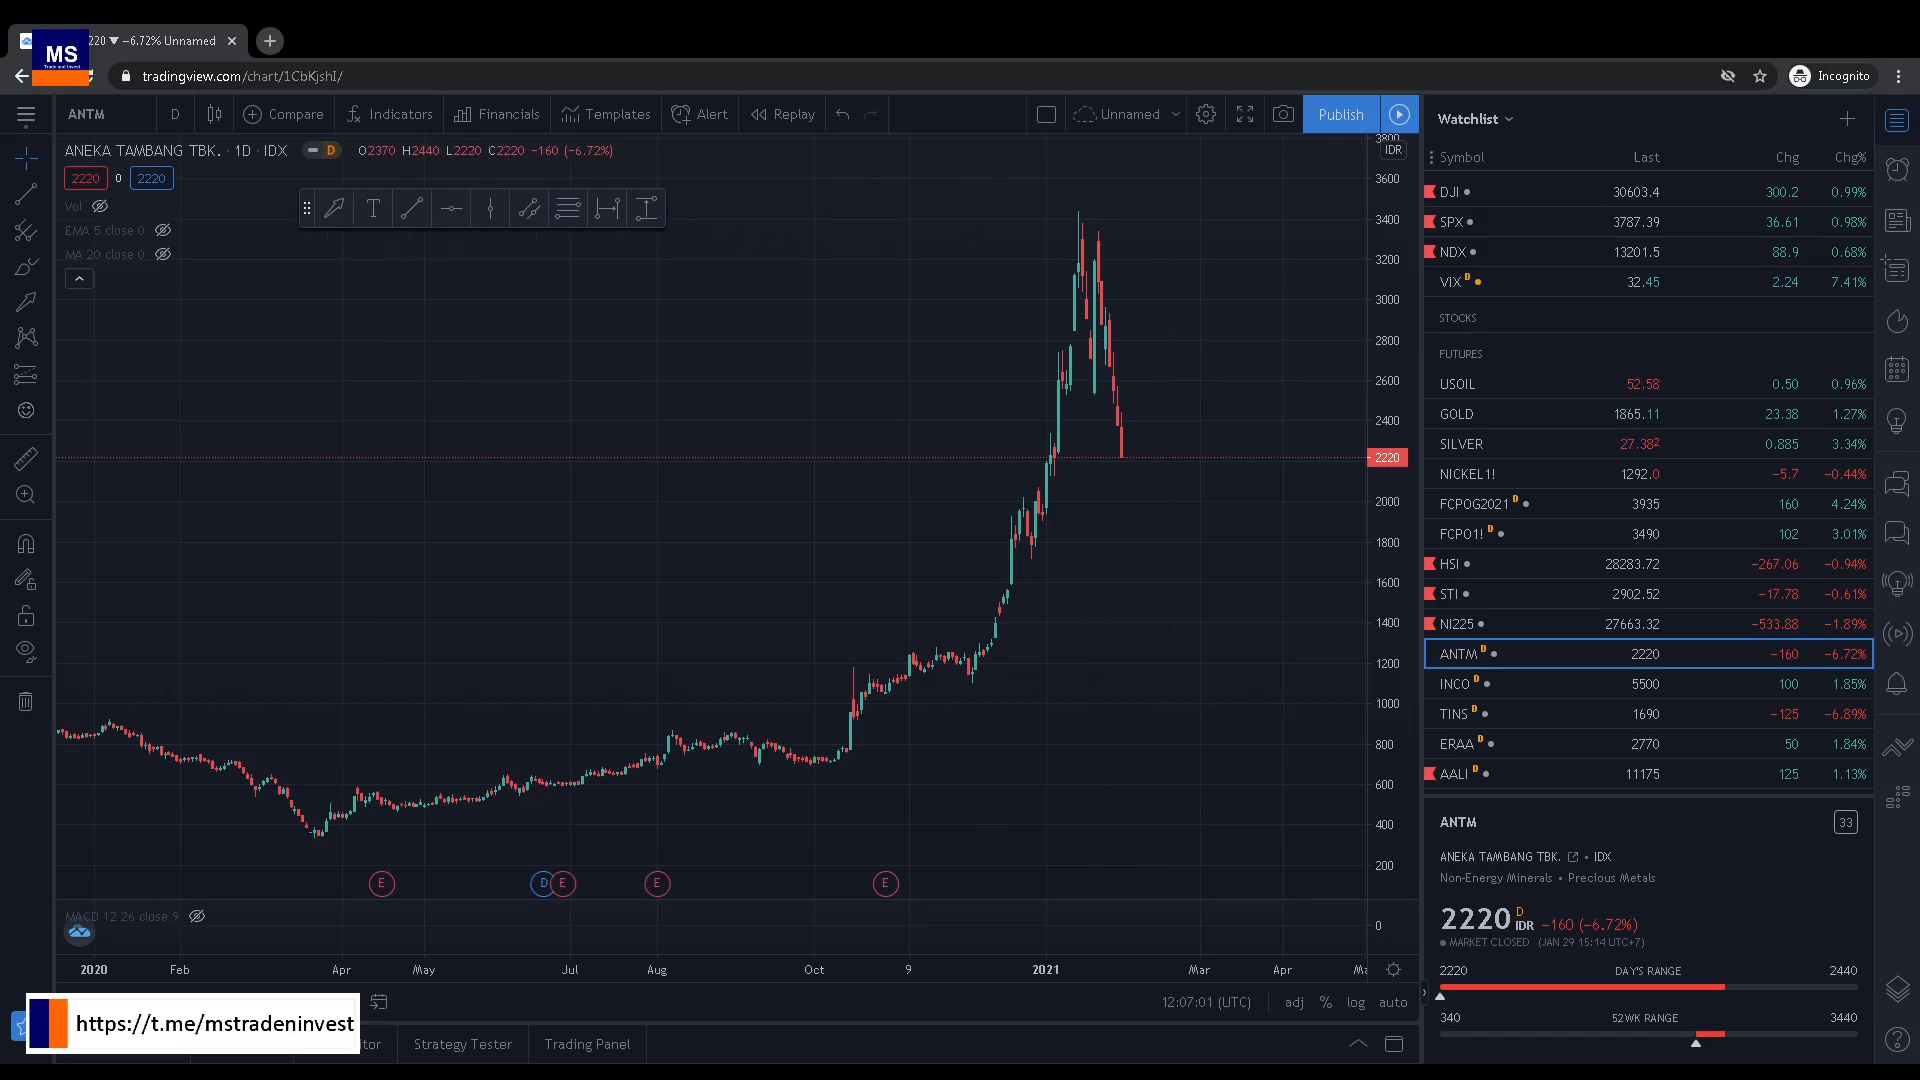 220 ▼ −6.72% Unnamed
MS
Trade and Invest
tradingview.com/chart/1CbKjshI/
Incognito
ANTM D Compare Indicators Financials Templates Alert Replay Unnamed Publish
ANEKA TAMBANG TBK. · 1D · IDX D O2370 H2440 L2220 C2220 −160 (−6.72%)
2220 0 2220
Vol
EMA 5 close 0
MA 20 close 0
3800
IDR
3600
3400
3200
3000
2800
2600
2400
2220
2000
1800
1600
1400
1200
1000
800
600
400
200
E D E E E
MACD 12 26 close 9
0
2020 Feb Apr May Jul Aug Oct 9 2021 Mar Apr
12:07:01 (UTC) adj % log auto
https://t.me/mstradeninvest
tor Strategy Tester Trading Panel
Watchlist
Symbol Last Chg Chg%
DJI 30603.4 300.2 0.99%
SPX 3787.39 36.61 0.98%
NDX 13201.5 88.9 0.68%
VIX D 32.45 2.24 7.41%
STOCKS
FUTURES
USOIL 52.58 0.50 0.96%
GOLD 1865.11 23.38 1.27%
SILVER 27.382 0.885 3.34%
NICKEL1! 1292.0 −5.7 −0.44%
FCPOG2021 D 3935 160 4.24%
FCPO1! D 3490 102 3.01%
HSI 28283.72 −267.06 −0.94%
STI 2902.52 −17.78 −0.61%
NI225 27663.32 −533.88 −1.89%
ANTM D 2220 −160 −6.72%
INCO D 5500 100 1.85%
TINS D 1690 −125 −6.89%
ERAA D 2770 50 1.84%
AALI D 11175 125 1.13%
ANTM 33
ANEKA TAMBANG TBK. • IDX
Non-Energy Minerals • Precious Metals
2220 D IDR −160 (−6.72%)
MARKET CLOSED (JAN 29 15:14 UTC+7)
2220 DAY'S RANGE 2440
340 52WK RANGE 3440